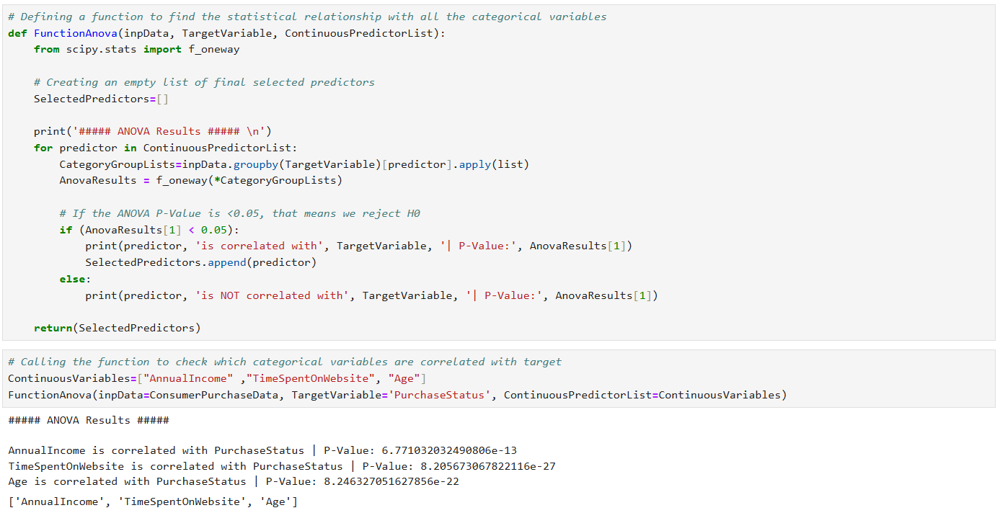 # Defining a function to find the statistical relationship with all the categorical variables
def FunctionAnova(inpData, TargetVariable, ContinuousPredictorList):
    from scipy.stats import f_oneway

    # Creating an empty list of final selected predictors
    SelectedPredictors=[]

    print('##### ANOVA Results ##### \n')
    for predictor in ContinuousPredictorList:
        CategoryGroupLists=inpData.groupby(TargetVariable)[predictor].apply(list)
        AnovaResults = f_oneway(*CategoryGroupLists)

        # If the ANOVA P-Value is <0.05, that means we reject H0
        if (AnovaResults[1] < 0.05):
            print(predictor, 'is correlated with', TargetVariable, '| P-Value:', AnovaResults[1])
            SelectedPredictors.append(predictor)
        else:
            print(predictor, 'is NOT correlated with', TargetVariable, '| P-Value:', AnovaResults[1])

    return(SelectedPredictors)
# Calling the function to check which categorical variables are correlated with target
ContinuousVariables=["AnnualIncome" ,"TimeSpentOnWebsite", "Age"]
FunctionAnova(inpData=ConsumerPurchaseData, TargetVariable='PurchaseStatus', ContinuousPredictorList=ContinuousVariables)
##### ANOVA Results #####

AnnualIncome is correlated with PurchaseStatus | P-Value: 6.771032032490806e-13
TimeSpentOnWebsite is correlated with PurchaseStatus | P-Value: 8.205673067822116e-27
Age is correlated with PurchaseStatus | P-Value: 8.246327051627856e-22
['AnnualIncome', 'TimeSpentOnWebsite', 'Age']